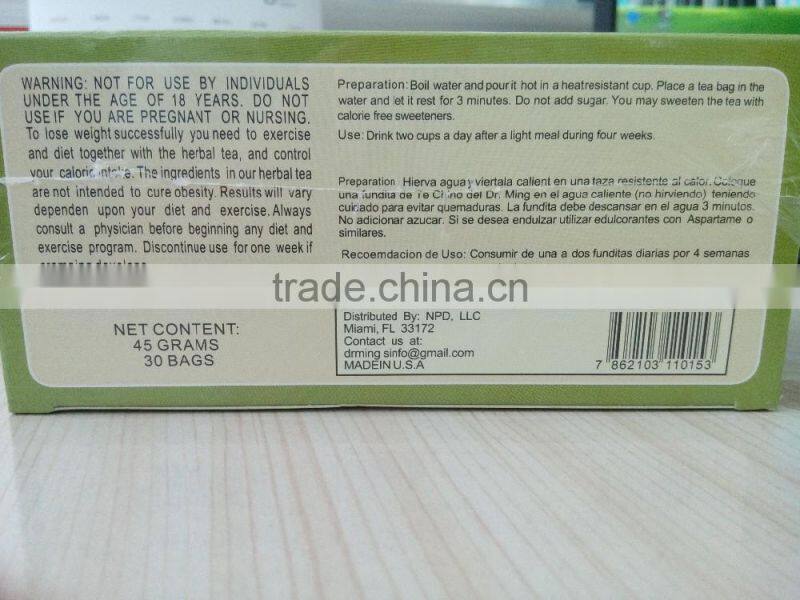 WARNING: NOT FOR USE BY INDIVIDUALS
UNDER THE AGE OF 18 YEARS. DO NOT
USE IF YOU ARE PREGNANT OR NURSING.
To lose weight successfully you need to exercise
and diet together with the herbal tea, and control
your caloric intake. The ingredients in our herbal tea
are not intended to cure obesity. Results will vary
dependen upon your diet and exercise. Always
consult a physician before beginning any diet and
exercise program. Discontinue use for one week if
NET CONTENT:
45 GRAMS
30 BAGS
Preparation: Boil water and pour it hot in a heatresistant cup. Place a tea bag in the
water and let it rest for 3 minutes. Do not add sugar. You may sweeten the tea with
calorie free sweeteners.
Use: Drink two cups a day after a light meal during four weeks.
Preparation: Hierva agua y viertala calient en una taza resistente al calor. Coloque
una fundita de Te Chino del Dr. Ming en el agua caliente (no hirviendo) teniendo
cuidado para evitar quemaduras. La fundita debe descansar en el agua 3 minutos.
No adicionar azucar. Si se desea endulzar utilizar edulcorantes con Aspartame o
similares.
Recoemdacion de Uso: Consumir de una a dos funditas diarias por 4 semanas
trade.china.cn
Distributed By: NPD, LLC
Miami, FL 33172
Contact us at:
drming sinfo@gmail.com
MADEIN U.S.A
7 862103 110153